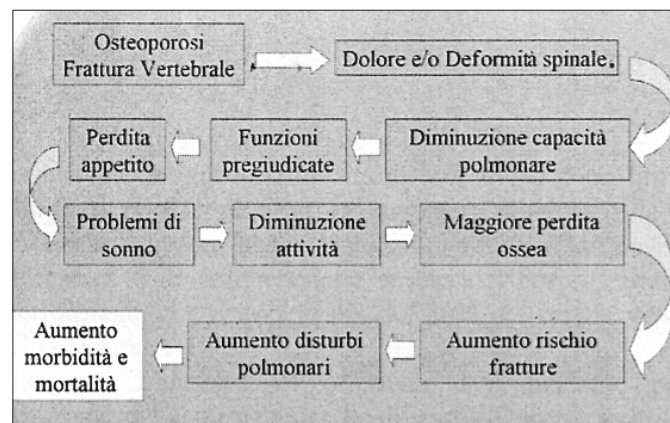 Osteoporosi
Frattura Vertebrale
Dolore e/o Deformità spinale
Diminuzione capacità
polmonare
Funzioni
pregiudicate
Perdita
appetito
Problemi di
sonno
Diminuzione
attività
Maggiore perdita
ossea
Aumento rischio
fratture
Aumento disturbi
polmonari
Aumento
morbidità e
mortalità